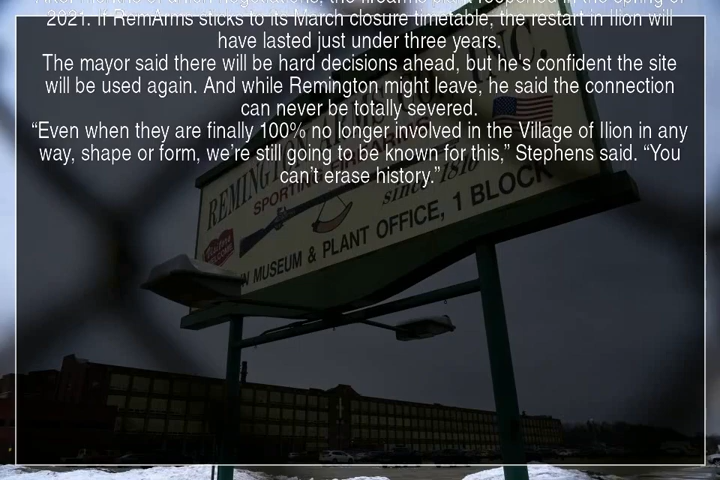 2021. If RemArms sticks to its March closure timetable, the restart in Ilion will
have lasted just under three years.
The mayor said there will be hard decisions ahead, but he's confident the site
will be used again. And while Remington might leave, he said the connection
can never be totally severed.
“Even when they are finally 100% no longer involved in the Village of Ilion in any
way, shape or form, we’re still going to be known for this,” Stephens said. “You
can’t erase history.”
REMINGTON
INC.
SPORTING
since 1816
MUSEUM & PLANT OFFICE, 1 BLOCK